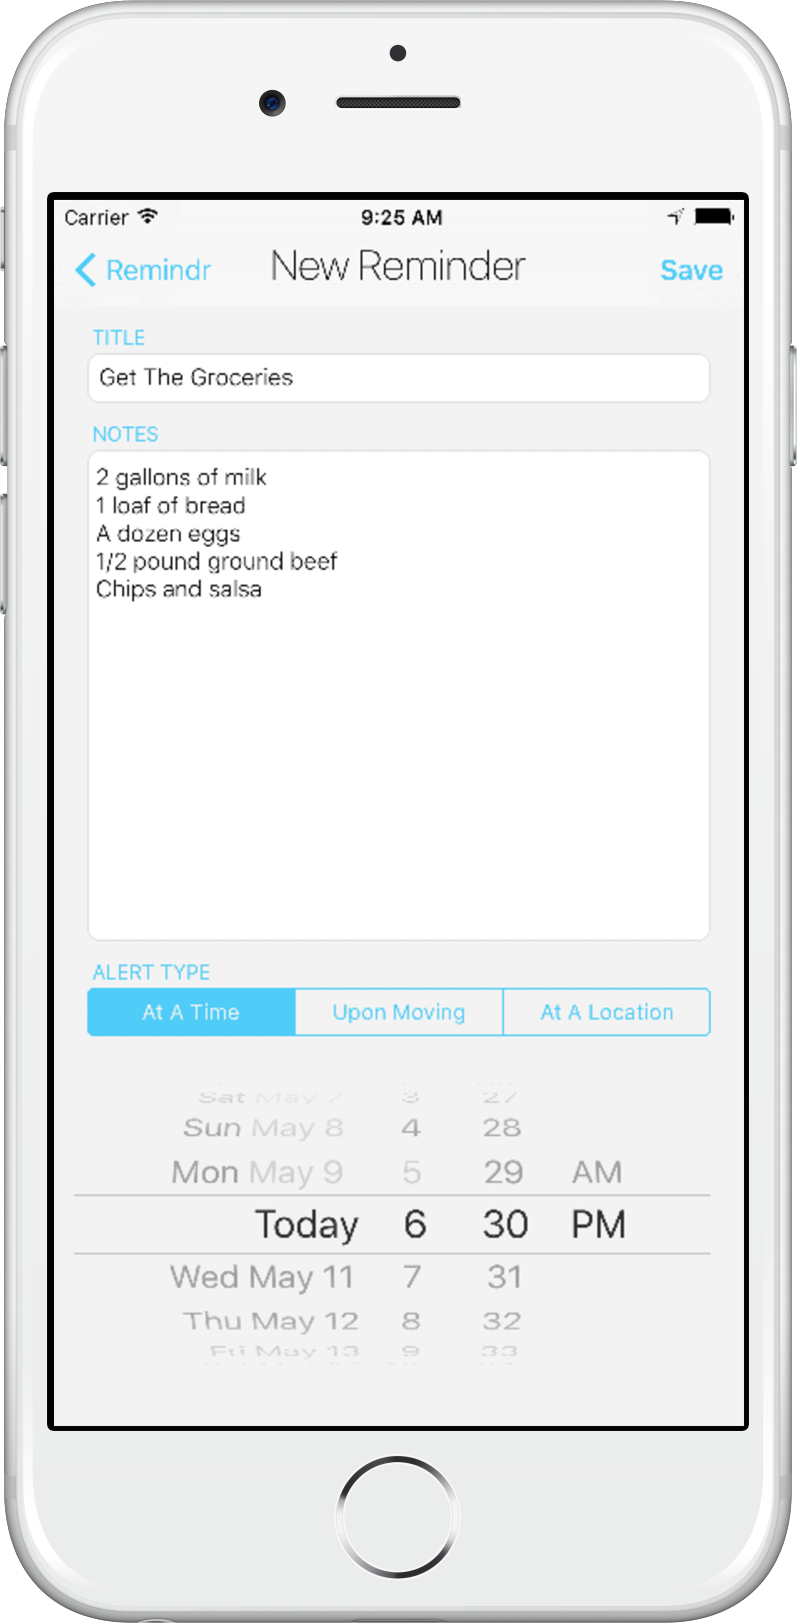 Carrier 9:25 AM
Remindr New Reminder Save
TITLE
Get The Groceries
NOTES
2 gallons of milk
1 loaf of bread
A dozen eggs
1/2 pound ground beef
Chips and salsa
ALERT TYPE
At A Time Upon Moving At A Location
Sat May 7 3 27
Sun May 8 4 28
Mon May 9 5 29 AM
Today 6 30 PM
Wed May 11 7 31
Thu May 12 8 32
Fri May 13 9 33